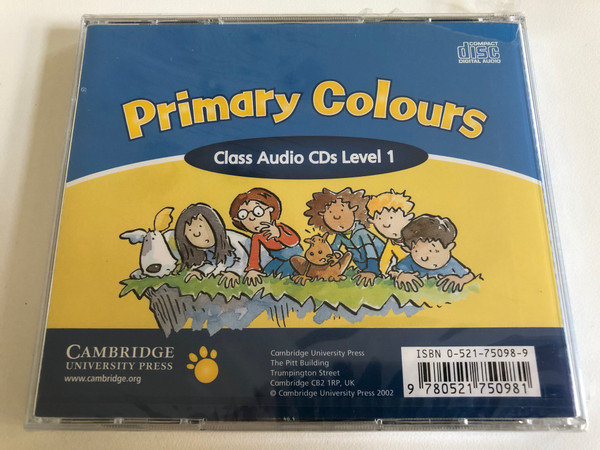 COMPACT
disc
DIGITAL AUDIO
Primary Colours
Class Audio CDs Level 1
CAMBRIDGE
UNIVERSITY PRESS
www.cambridge.org
Cambridge University Press
The Pitt Building
Trumpington Street
Cambridge CB2 1RP, UK
© Cambridge University Press 2002
ISBN 0-521-75098-9
9 780521 750981